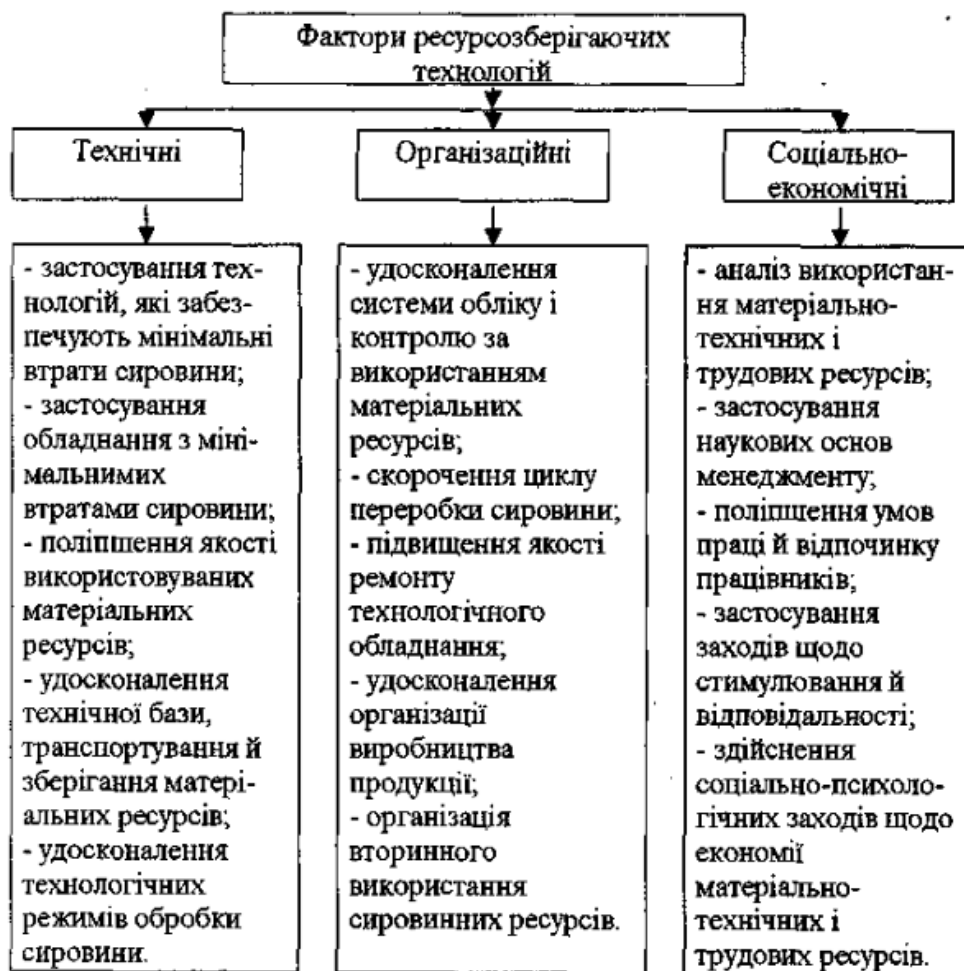 Фактори ресурсозберігаючих
технологій
Технічні
Організаційні
Соціально-
економічні
- застосування тех-
нологій, які забез-
печують мінімальні
втрати сировини;
- застосування
обладнання з міні-
мальнимих
втратами сировини;
- поліпшення якості
використовуваних
матеріальних
ресурсів;
- удосконалення
технічної бази,
транспортування й
зберігання матері-
альних ресурсів;
- удосконалення
технологічних
режимів обробки
сировини.
- удосконалення
системи обліку і
контролю за
використанням
матеріальних
ресурсів;
- скорочення циклу
переробки сировини;
- підвищення якості
ремонту
технологічного
обладнання;
- удосконалення
організації
виробництва
продукції;
- організація
вторинного
використання
сировинних ресурсів.
- аналіз використан-
ня матеріально-
технічних і
трудових ресурсів;
- застосування
наукових основ
менеджменту;
- поліпшення умов
праці й відпочинку
працівників;
- застосування
заходів щодо
стимулювання й
відповідальності;
- здійснення
соціально-психоло-
гічних заходів щодо
економії
матеріально-
технічних і
трудових ресурсів.